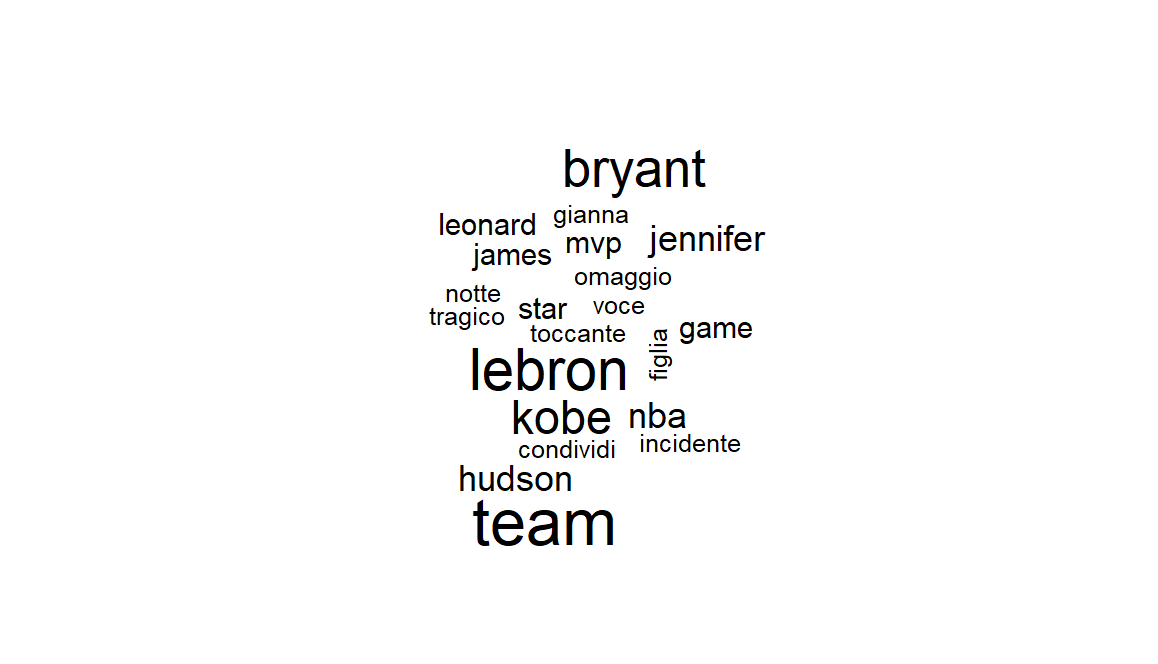 bryant
gianna
leonard
jennifer
mvp
james
omaggio
notte
voce
star
tragico
game
toccante
figlia
lebron
nba
kobe
incidente
condividi
hudson
team